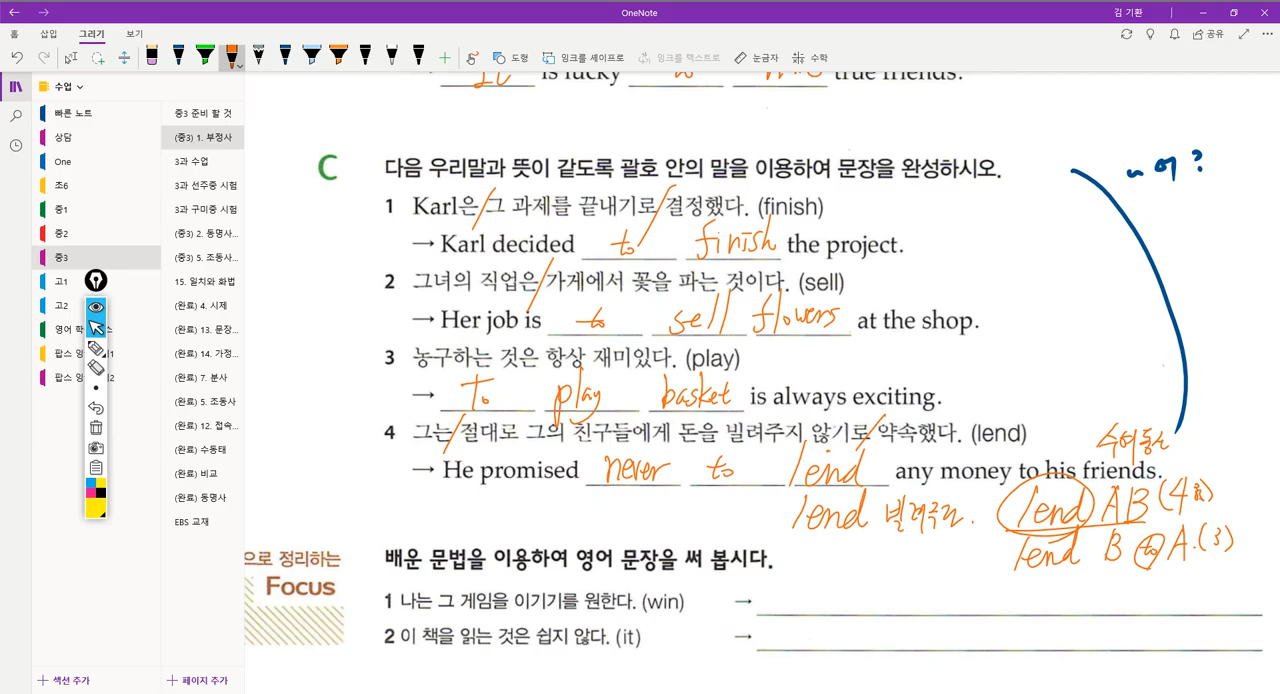 OneNote
김 기환
홈 삽입 그리기 보기
공유
도형 잉크를 셰이프로 잉크를 텍스트로 눈금자 수학
수업
빠른 노트
상담
One
초6
중1
중2
중3
고1
고2
영어 학
팝스 영
팝스 영
중3 준비 할 것
(중3) 1. 부정사
3과 수업
3과 선주중 시험
3과 구미중 시험
(중3) 2. 동명사...
(중3) 5. 조동사...
15. 일치와 화법
(완료) 4. 시제
(완료) 13. 문장...
(완료) 14. 가정...
(완료) 7. 분사
(완료) 5. 조동사
(완료) 12. 접속...
(완료) 수동태
(완료) 비교
(완료) 동명사
EBS 교재
섹션 추가
페이지 추가
It is lucky true friends.
C 다음 우리말과 뜻이 같도록 괄호 안의 말을 이용하여 문장을 완성하시오.
1 Karl은 그 과제를 끝내기로 결정했다. (finish)
→ Karl decided to finish the project.
2 그녀의 직업은 가게에서 꽃을 파는 것이다. (sell)
→ Her job is to sell flowers at the shop.
3 농구하는 것은 항상 재미있다. (play)
→ To play basket is always exciting.
4 그는 절대로 그의 친구들에게 돈을 빌려주지 않기로 약속했다. (lend)
수여동사
→ He promised never to lend any money to his friends.
lend 빌려주다. lend A B (4형)
lend B to A. (3)
으로 정리하는
Focus
배운 문법을 이용하여 영어 문장을 써 봅시다.
1 나는 그 게임을 이기기를 원한다. (win) →
2 이 책을 읽는 것은 쉽지 않다. (it) →